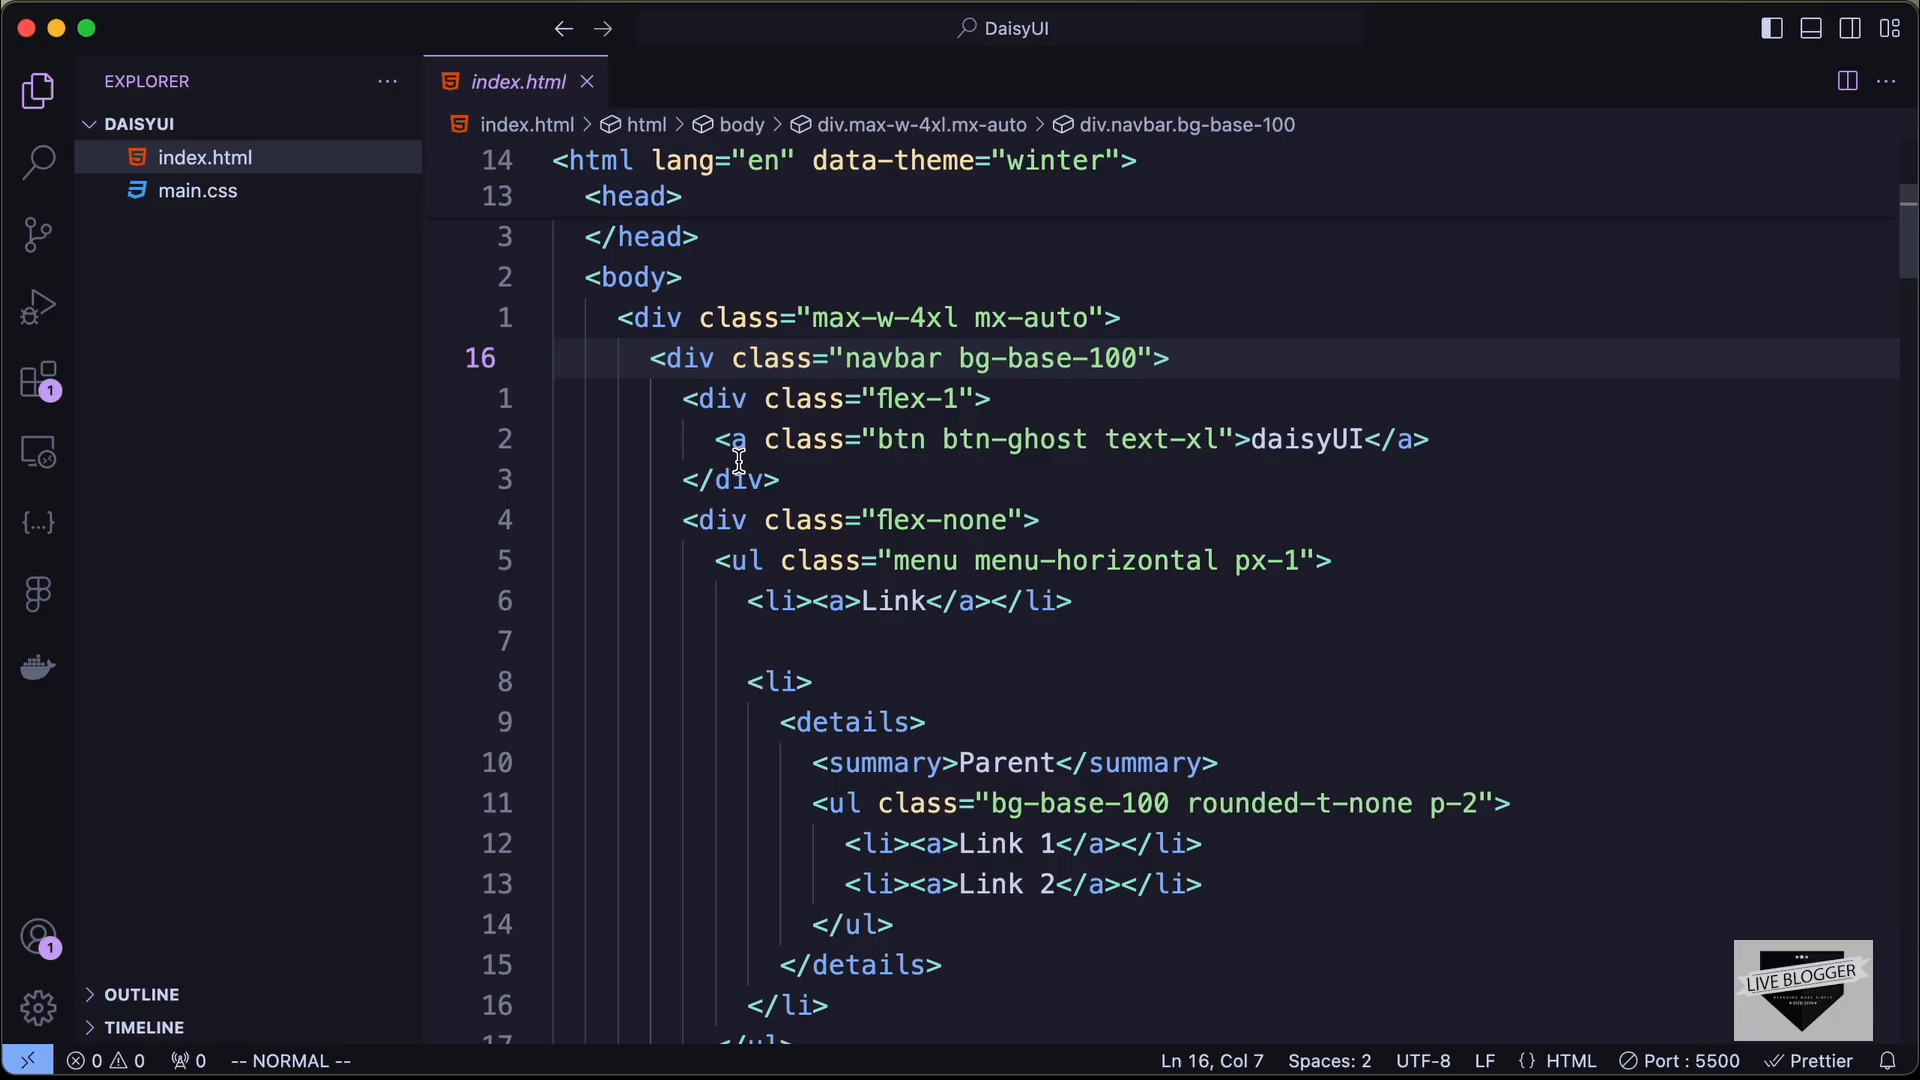 DaisyUI
EXPLORER
index.html
DAISYUI
index.html > html > body > div.max-w-4xl.mx-auto > div.navbar.bg-base-100
index.html
main.css
14 <html lang="en" data-theme="winter">
13 <head>
3 </head>
2 <body>
1 <div class="max-w-4xl mx-auto">
16 <div class="navbar bg-base-100">
1 <div class="flex-1">
2 <a class="btn btn-ghost text-xl">daisyUI</a>
3 </div>
4 <div class="flex-none">
5 <ul class="menu menu-horizontal px-1">
6 <li><a>Link</a></li>
7
8 <li>
9 <details>
10 <summary>Parent</summary>
11 <ul class="bg-base-100 rounded-t-none p-2">
12 <li><a>Link 1</a></li>
13 <li><a>Link 2</a></li>
14 </ul>
15 </details>
16 </li>
17 </ul>
1
1
OUTLINE
TIMELINE
LIVE BLOGGER
0 0 0 -- NORMAL -- Ln 16, Col 7 Spaces: 2 UTF-8 LF {} HTML Port : 5500 Prettier